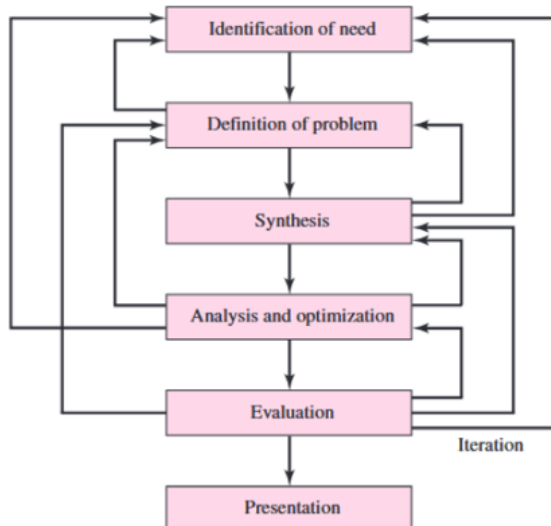 Identification of need
Definition of problem
Synthesis
Analysis and optimization
Evaluation
Iteration
Presentation